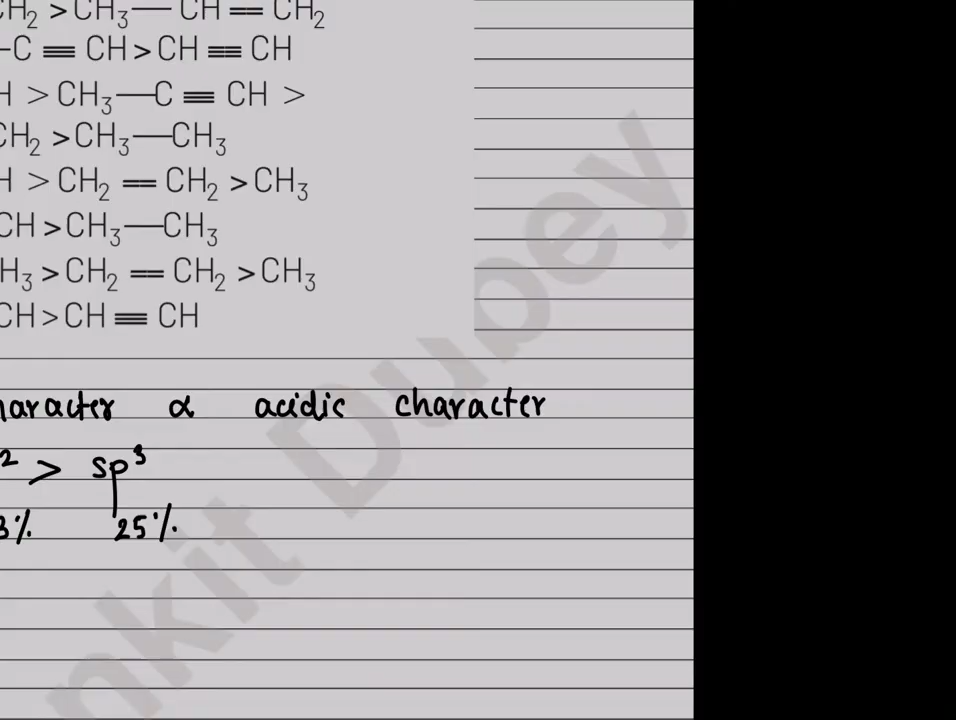 CH₂ > CH₃—CH═CH₂
–C≡CH > CH≡CH
H > CH₃—C≡CH >
CH₂ > CH₃—CH₃
H > CH₂═CH₂ > CH₃
CH > CH₃—CH₃
H₃ > CH₂═CH₂ > CH₃
CH > CH≡CH
haracter ∝ acidic character
² > sp³
3% 25%
nkit Dubey